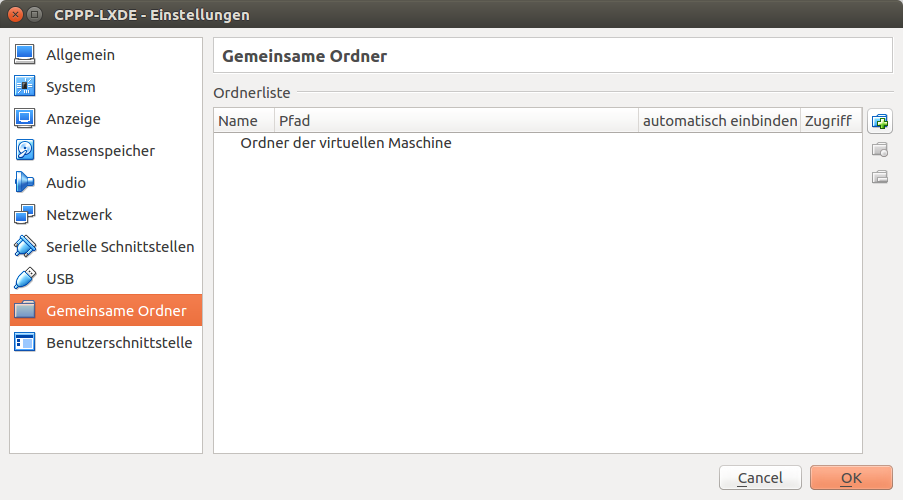 CPPP-LXDE - Einstellungen
Allgemein
System
Anzeige
Massenspeicher
Audio
Netzwerk
Serielle Schnittstellen
USB
Gemeinsame Ordner
Benutzerschnittstelle
Gemeinsame Ordner
Ordnerliste
Name Pfad automatisch einbinden Zugriff
Ordner der virtuellen Maschine
Cancel OK